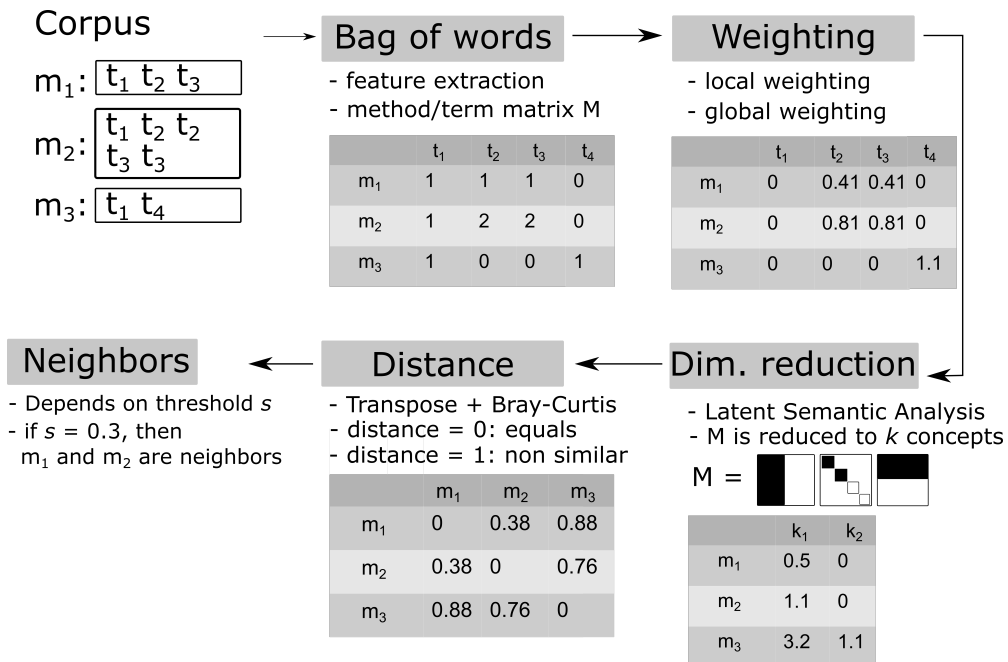 Corpus
m1: t1 t2 t3
m2: t1 t2 t2
t3 t3
m3: t1 t4
Bag of words
- feature extraction
- method/term matrix M
t1 t2 t3 t4
m1 1 1 1 0
m2 1 2 2 0
m3 1 0 0 1
Weighting
- local weighting
- global weighting
t1 t2 t3 t4
m1 0 0.41 0.41 0
m2 0 0.81 0.81 0
m3 0 0 0 1.1
Dim. reduction
- Latent Semantic Analysis
- M is reduced to k concepts
M =
k1 k2
m1 0.5 0
m2 1.1 0
m3 3.2 1.1
Distance
- Transpose + Bray-Curtis
- distance = 0: equals
- distance = 1: non similar
m1 m2 m3
m1 0 0.38 0.88
m2 0.38 0 0.76
m3 0.88 0.76 0
Neighbors
- Depends on threshold s
- if s = 0.3, then
m1 and m2 are neighbors